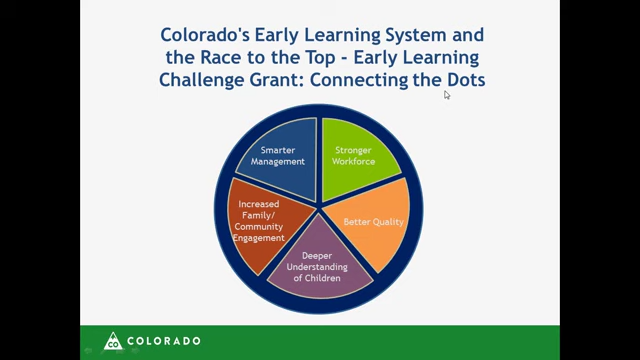 Colorado's Early Learning System and
the Race to the Top - Early Learning
Challenge Grant: Connecting the Dots
Smarter
Management
Stronger
Workforce
Increased
Family/
Community
Engagement
Better Quality
Deeper
Understanding
of Children
CO
COLORADO